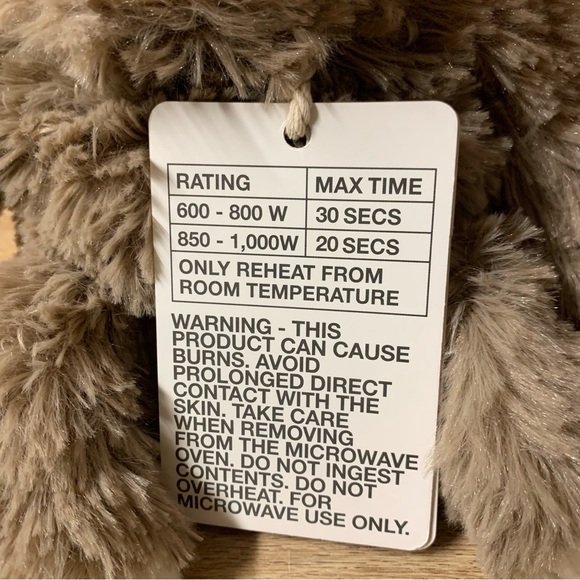 RATING MAX TIME
600 - 800 W 30 SECS
850 - 1,000W 20 SECS
ONLY REHEAT FROM
ROOM TEMPERATURE
WARNING - THIS
PRODUCT CAN CAUSE
BURNS. AVOID
PROLONGED DIRECT
CONTACT WITH THE
SKIN. TAKE CARE
WHEN REMOVING
FROM THE MICROWAVE
OVEN. DO NOT INGEST
CONTENTS. DO NOT
OVERHEAT. FOR
MICROWAVE USE ONLY.